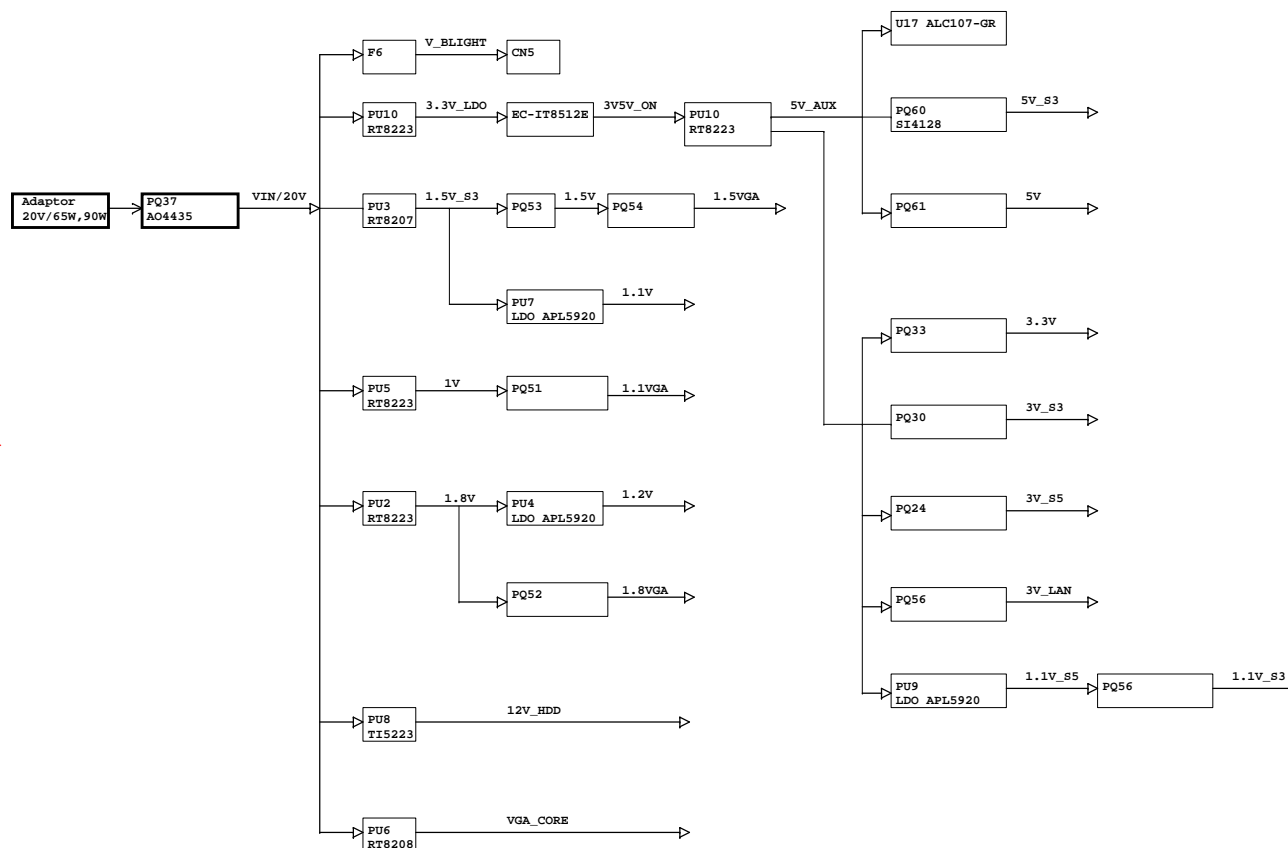 U17 ALC107-GR
F6
V_BLIGHT
CN5
PU10
RT8223
3.3V_LDO
EC-IT8512E
3V5V_ON
PU10
RT8223
5V_AUX
PQ60
SI4128
5V_S3
Adaptor
20V/65W,90W
PQ37
AO4435
VIN/20V
PU3
RT8207
1.5V_S3
PQ53
1.5V
PQ54
1.5VGA
PQ61
5V
PU7
LDO APL5920
1.1V
PQ33
3.3V
PU5
RT8223
1V
PQ51
1.1VGA
PQ30
3V_S3
PU2
RT8223
1.8V
PU4
LDO APL5920
1.2V
PQ24
3V_S5
PQ52
1.8VGA
PQ56
3V_LAN
PU9
LDO APL5920
1.1V_S5
PQ56
1.1V_S3
PU8
TI5223
12V_HDD
PU6
RT8208
VGA_CORE